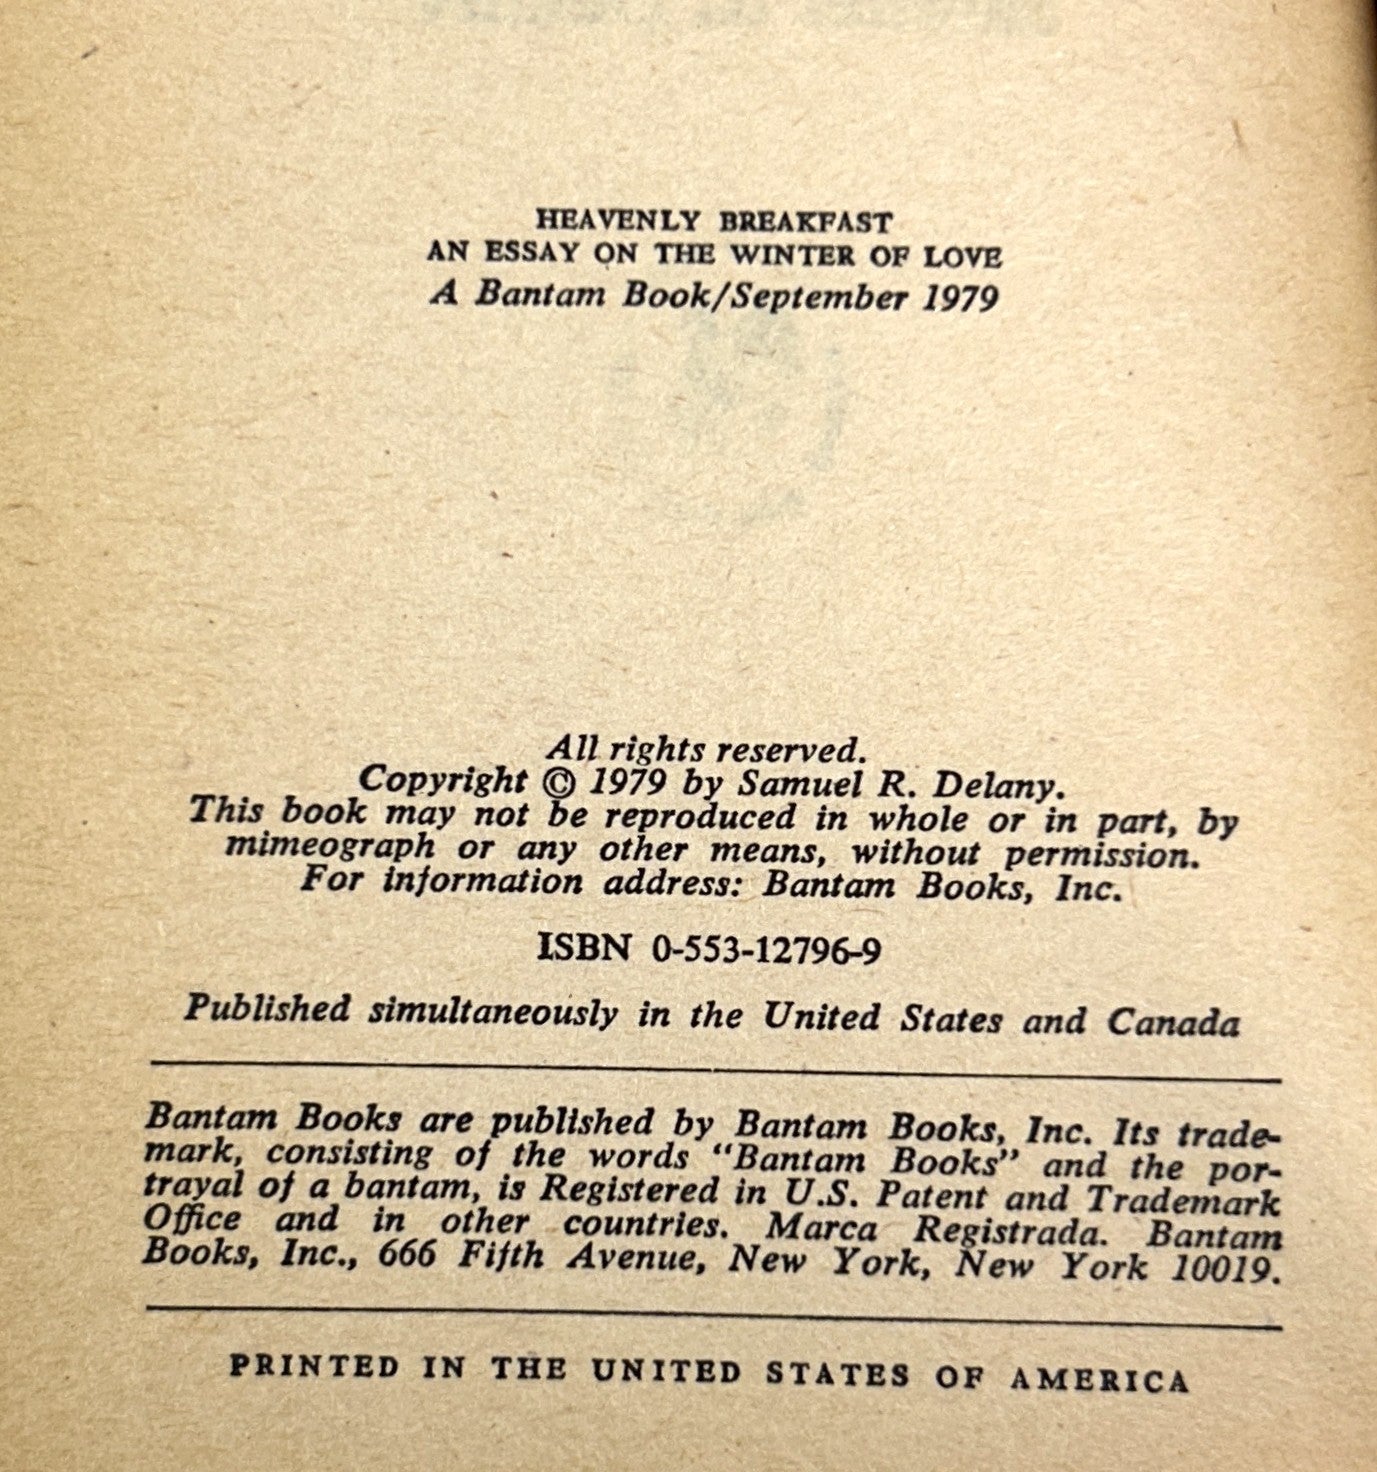 HEAVENLY BREAKFAST
AN ESSAY ON THE WINTER OF LOVE
A Bantam Book/September 1979
All rights reserved.
Copyright © 1979 by Samuel R. Delany.
This book may not be reproduced in whole or in part, by
mimeograph or any other means, without permission.
For information address: Bantam Books, Inc.
ISBN 0-553-12796-9
Published simultaneously in the United States and Canada
Bantam Books are published by Bantam Books, Inc. Its trade-
mark, consisting of the words "Bantam Books" and the por-
trayal of a bantam, is Registered in U.S. Patent and Trademark
Office and in other countries. Marca Registrada. Bantam
Books, Inc., 666 Fifth Avenue, New York, New York 10019.
PRINTED IN THE UNITED STATES OF AMERICA